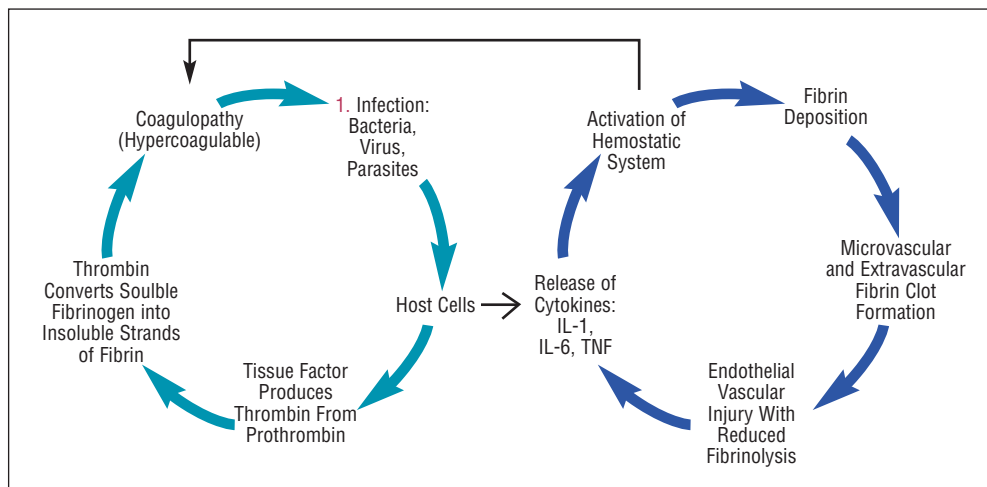 Coagulopathy
(Hypercoagulable)
1. Infection:
Bacteria,
Virus,
Parasites
Host Cells
Tissue Factor
Produces
Thrombin From
Prothrombin
Thrombin
Converts Soulble
Fibrinogen into
Insoluble Strands
of Fibrin
Activation of
Hemostatic
System
Fibrin
Deposition
Microvascular
and Extravascular
Fibrin Clot
Formation
Endothelial
Vascular
Injury With
Reduced
Fibrinolysis
Release of
Cytokines:
IL-1,
IL-6, TNF